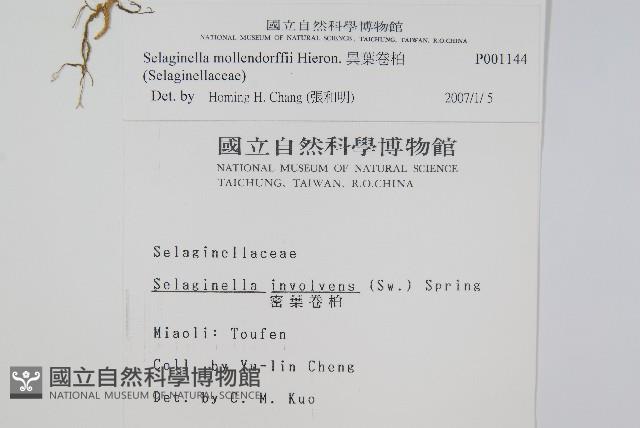 國立自然科學博物館
NATIONAL MUSEUM OF NATURAL SCIENCE, TAICHUNG, TAIWAN, R.O.CHINA
Selaginella mollendorffii Hieron. 異葉卷柏 P001144
(Selaginellaceae)
Det. by Homing H. Chang (張和明) 2007/1/5
國立自然科學博物館
NATIONAL MUSEUM OF NATURAL SCIENCE
TAICHUNG, TAIWAN, R.O.CHINA
Selaginellaceae
Selaginella involvens (Sw.) Spring
密葉卷柏
Miaoli: Toufen
Coll. by Yu-lin Cheng
Det. by C. M. Kuo
國立自然科學博物館
NATIONAL MUSEUM OF NATURAL SCIENCE